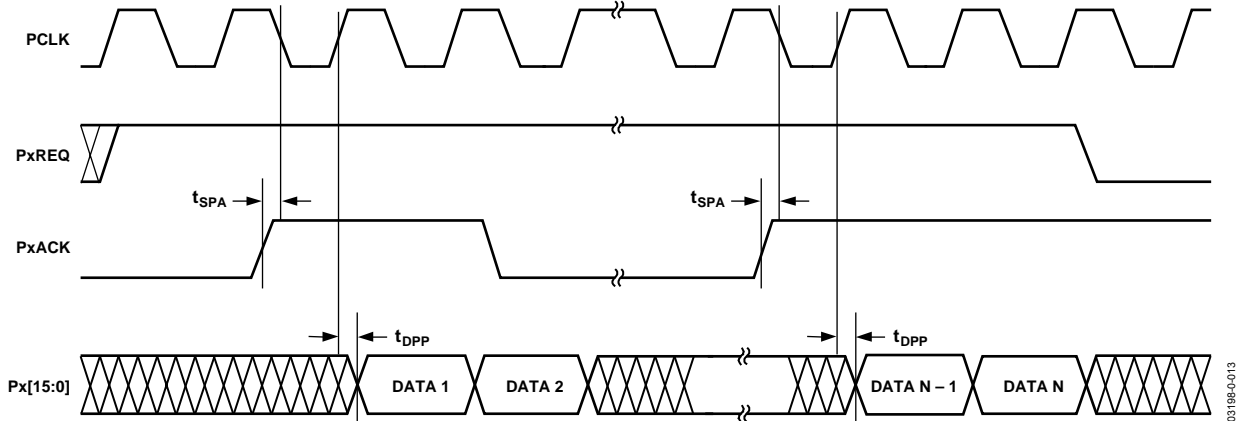 PCLK
PxREQ
tSPA
tSPA
PxACK
tDPP
tDPP
Px[15:0]
DATA 1
DATA 2
DATA N – 1
DATA N
03198-0-013